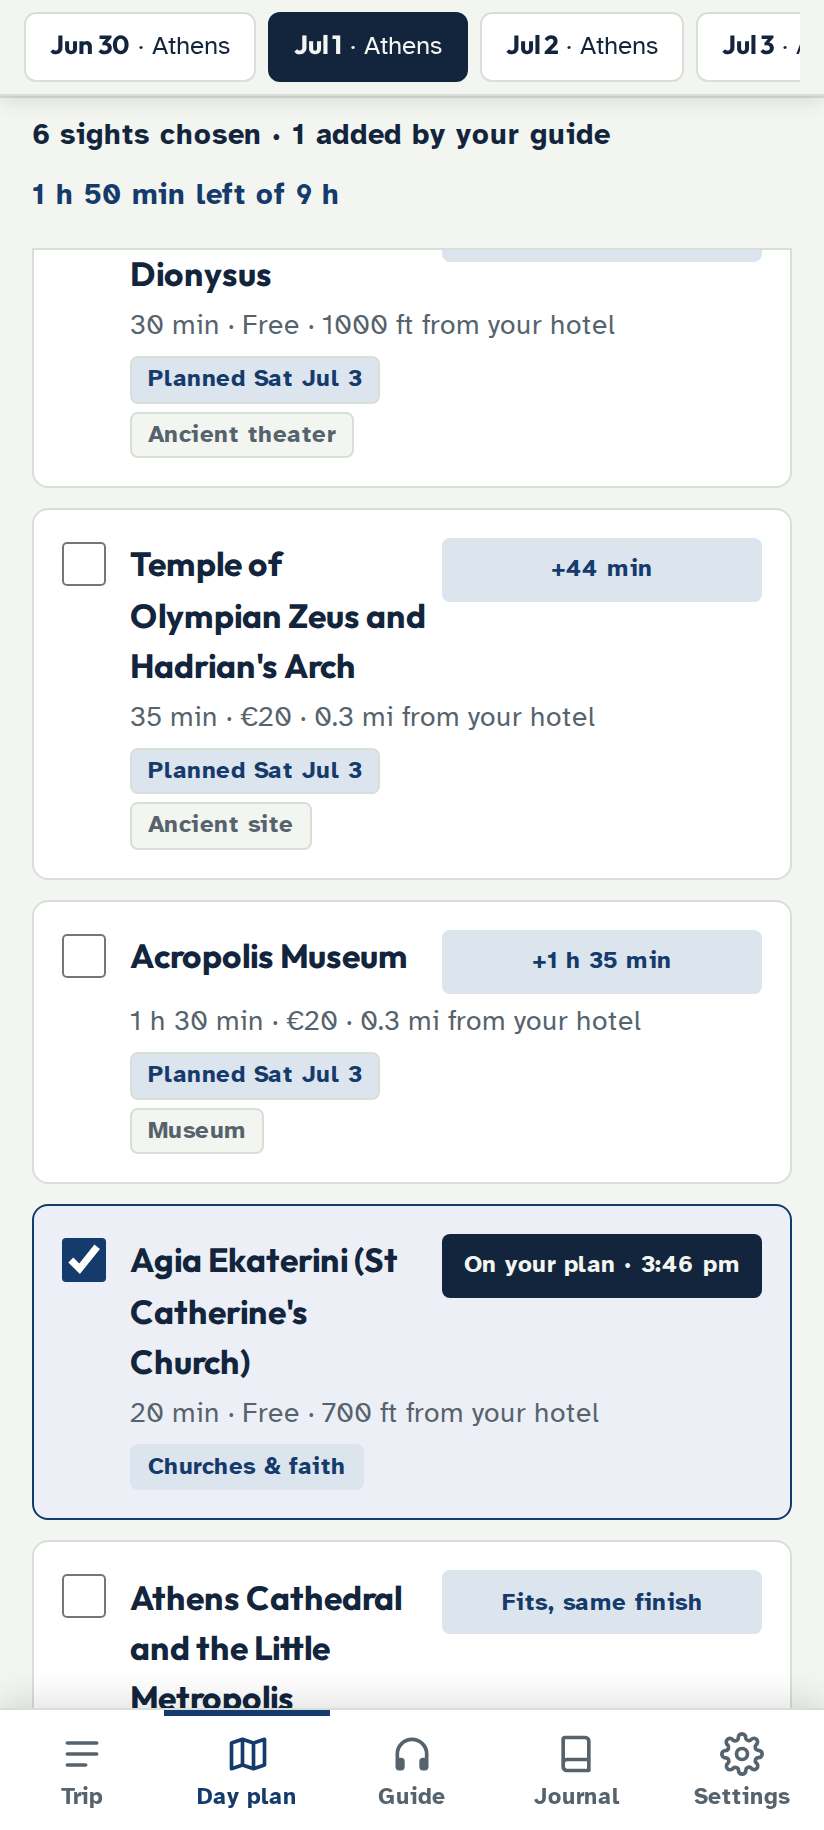 Jun 30 · Athens
Jul 1 · Athens
Jul 2 · Athens
Jul 3 ·
6 sights chosen · 1 added by your guide
1 h 50 min left of 9 h
Dionysus
30 min · Free · 1000 ft from your hotel
Planned Sat Jul 3
Ancient theater
Temple of
Olympian Zeus and
Hadrian's Arch
+44 min
35 min · €20 · 0.3 mi from your hotel
Planned Sat Jul 3
Ancient site
Acropolis Museum
+1 h 35 min
1 h 30 min · €20 · 0.3 mi from your hotel
Planned Sat Jul 3
Museum
Agia Ekaterini (St
Catherine's
Church)
On your plan · 3:46 pm
20 min · Free · 700 ft from your hotel
Churches & faith
Athens Cathedral
and the Little
Metropolis
Fits, same finish
Trip
Day plan
Guide
Journal
Settings